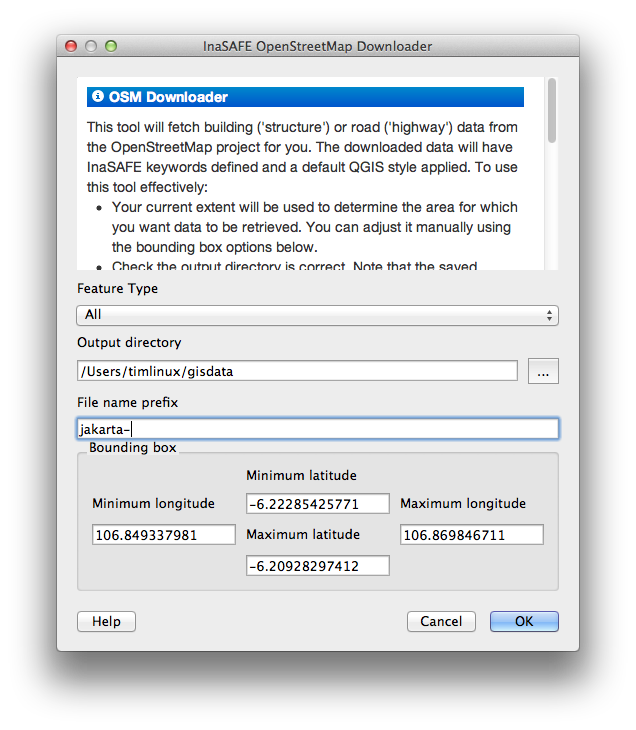 InaSAFE OpenStreetMap Downloader
OSM Downloader
This tool will fetch building ('structure') or road ('highway') data from
the OpenStreetMap project for you. The downloaded data will have
InaSAFE keywords defined and a default QGIS style applied. To use
this tool effectively:
• Your current extent will be used to determine the area for which
you want data to be retrieved. You can adjust it manually using
the bounding box options below.
• Check the output directory is correct. Note that the saved
Feature Type
All
Output directory
/Users/timlinux/gisdata
...
File name prefix
jakarta-
Bounding box
Minimum latitude
Minimum longitude
-6.22285425771
Maximum longitude
106.849337981
Maximum latitude
106.869846711
-6.20928297412
Help
Cancel
OK